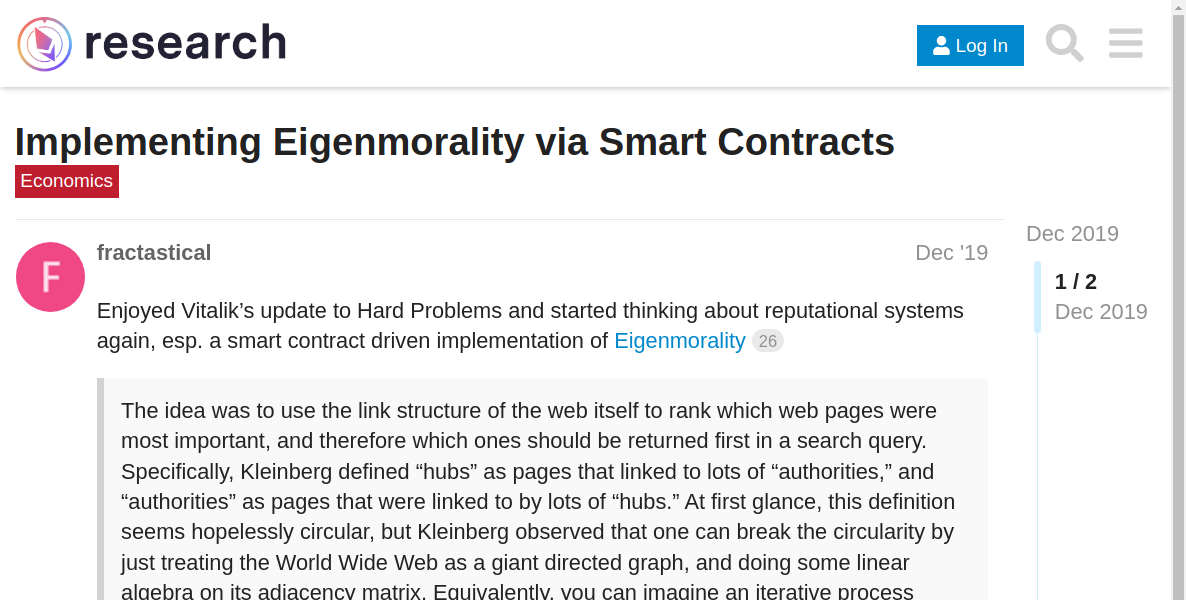 research
Log In
Implementing Eigenmorality via Smart Contracts
Economics
fractastical
Dec '19
Dec 2019
1 / 2
Dec 2019
F
Enjoyed Vitalik’s update to Hard Problems and started thinking about reputational systems
again, esp. a smart contract driven implementation of Eigenmorality 26
The idea was to use the link structure of the web itself to rank which web pages were
most important, and therefore which ones should be returned first in a search query.
Specifically, Kleinberg defined “hubs” as pages that linked to lots of “authorities,” and
“authorities” as pages that were linked to by lots of “hubs.” At first glance, this definition
seems hopelessly circular, but Kleinberg observed that one can break the circularity by
just treating the World Wide Web as a giant directed graph, and doing some linear
algebra on its adjacency matrix. Equivalently, you can imagine an iterative process